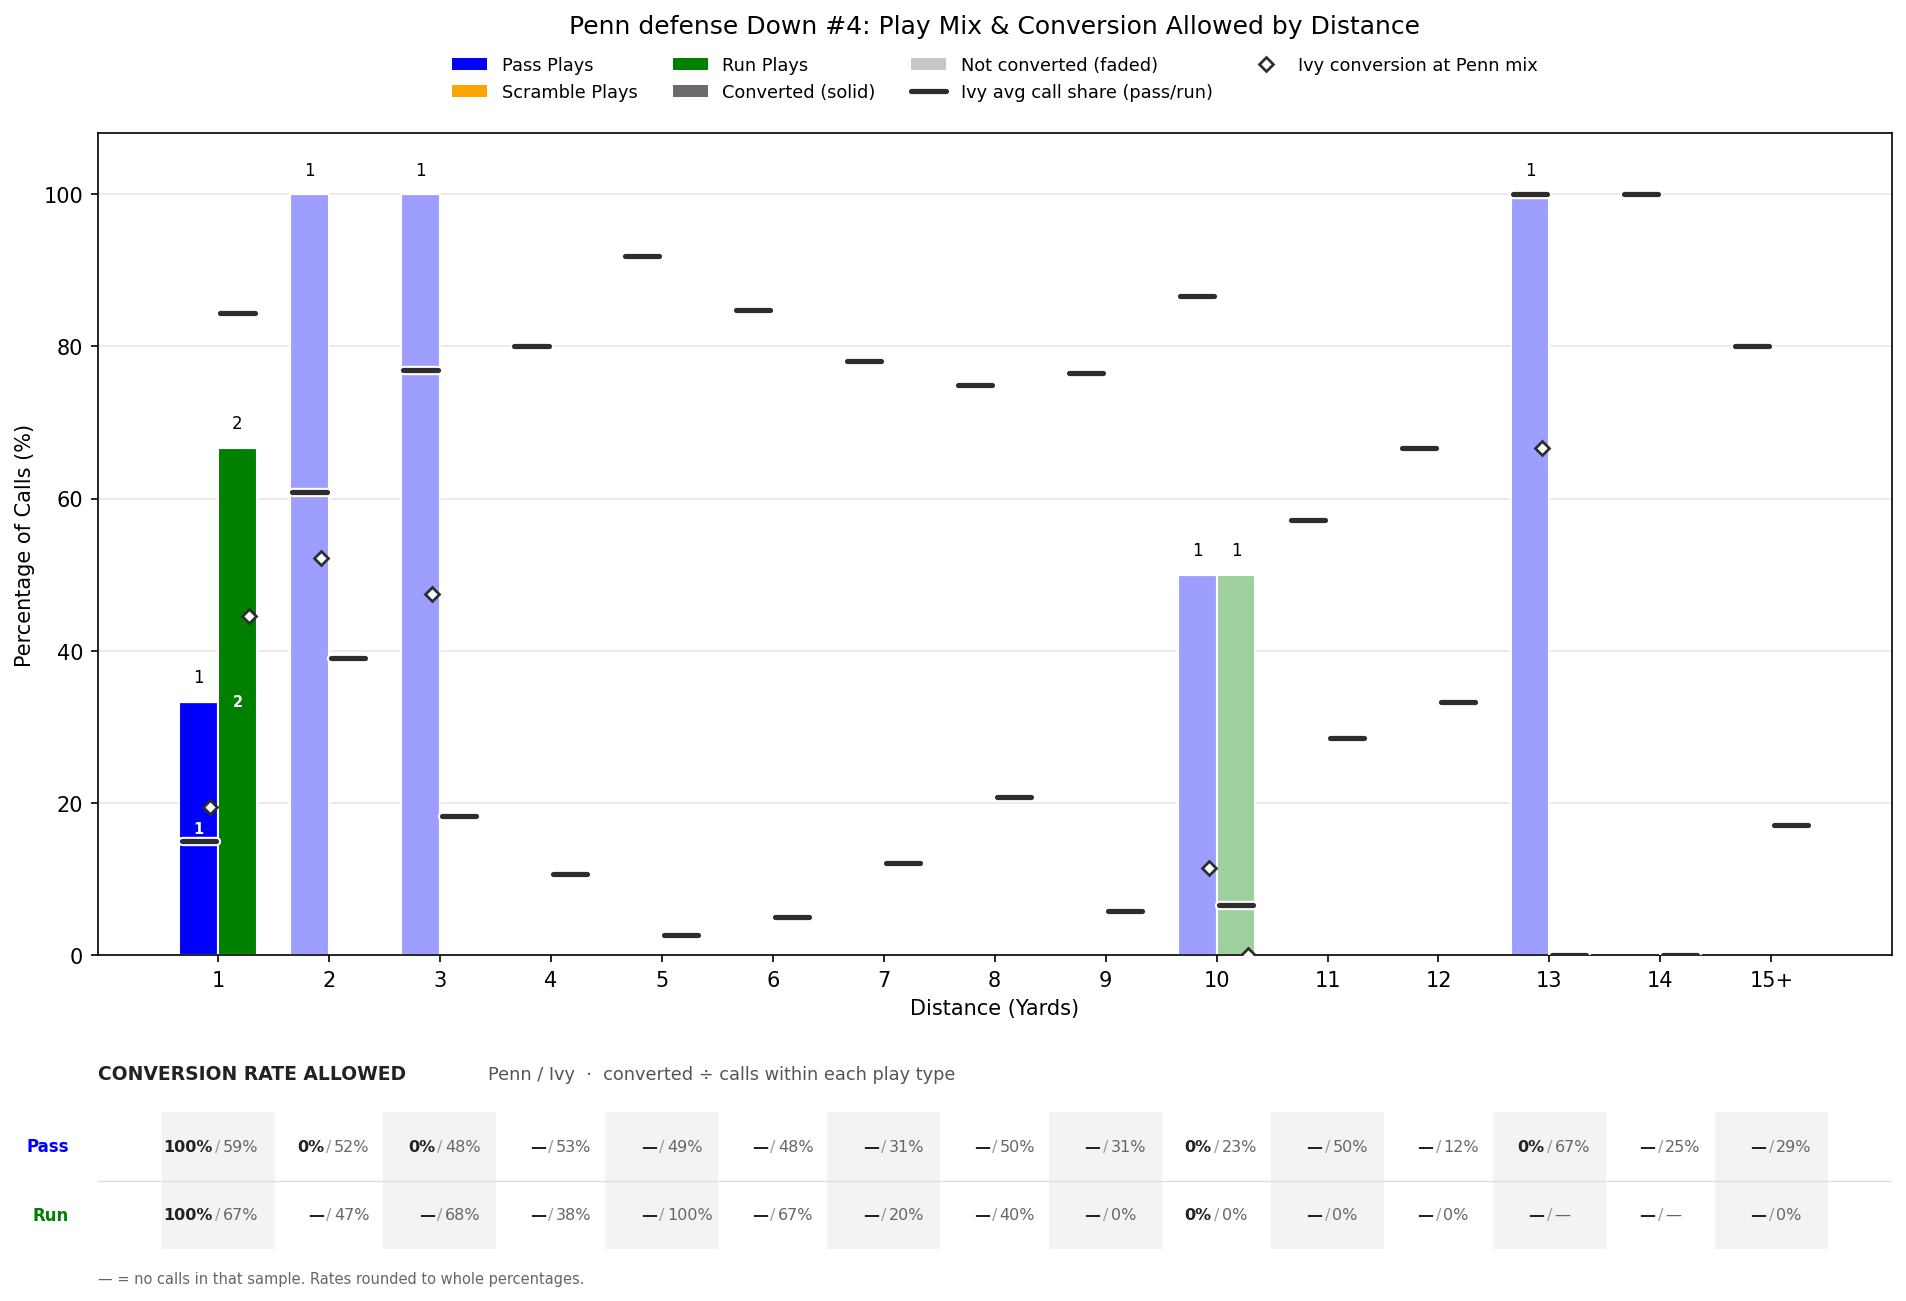 Penn defense Down #4: Play Mix & Conversion Allowed by Distance
Pass Plays Run Plays Not converted (faded) Ivy conversion at Penn mix
Scramble Plays Converted (solid) Ivy avg call share (pass/run)
Percentage of Calls (%)
100
80
60
40
20
0
1 1 1
2
1
1 1
2
1
1 2 3 4 5 6 7 8 9 10 11 12 13 14 15+
Distance (Yards)
CONVERSION RATE ALLOWED Penn / Ivy · converted ÷ calls within each play type
Pass 100% / 59% 0% / 52% 0% / 48% — / 53% — / 49% — / 48% — / 31% — / 50% — / 31% 0% / 23% — / 50% — / 12% 0% / 67% — / 25% — / 29%
Run 100% / 67% — / 47% — / 68% — / 38% — / 100% — / 67% — / 20% — / 40% — / 0% 0% / 0% — / 0% — / 0% — / — — / — — / 0%
— = no calls in that sample. Rates rounded to whole percentages.